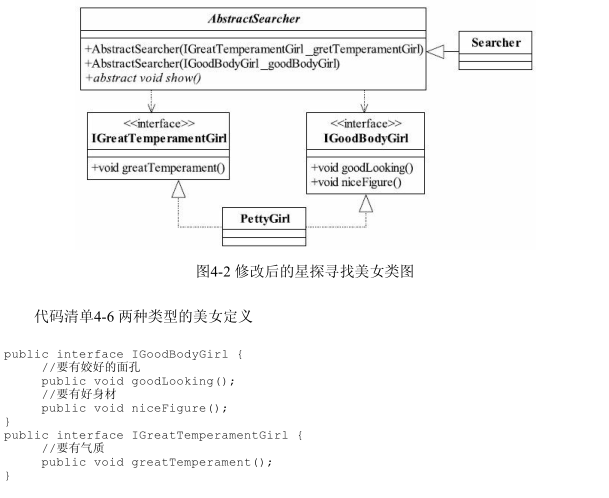 AbstractSearcher
+AbstractSearcher(IGreatTemperamentGirl _gretTemperamentGirl)
+AbstractSearcher(IGoodBodyGirl _goodBodyGirl)
+abstract void show()
Searcher
<<interface>>
IGreatTemperamentGirl
+void greatTemperament()
<<interface>>
IGoodBodyGirl
+void goodLooking()
+void niceFigure()
PettyGirl
图4-2 修改后的星探寻找美女类图
代码清单4-6 两种类型的美女定义
public interface IGoodBodyGirl {
//要有姣好的面孔
public void goodLooking();
//要有好身材
public void niceFigure();
}
public interface IGreatTemperamentGirl {
//要有气质
public void greatTemperament();
}